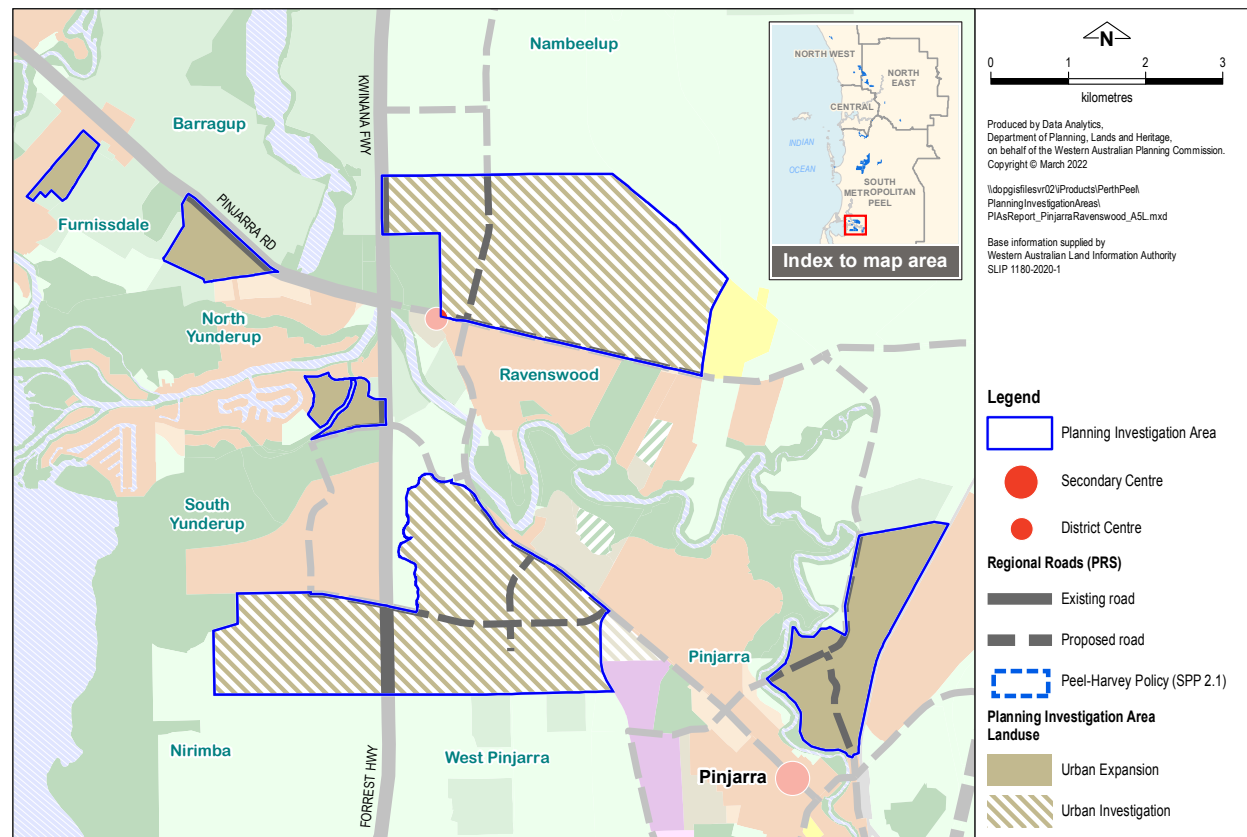 Nambeelup
Barragup
KWINANA FWY
Furnissdale
PINJARRA RD
North
Yunderup
Ravenswood
South
Yunderup
Pinjarra
Nirimba
FORREST HWY
West Pinjarra
Pinjarra
NORTH WEST
NORTH
EAST
CENTRAL
INDIAN
OCEAN
SOUTH
METROPOLITAN
PEEL
Index to map area
N
0 1 2 3
kilometres
Produced by Data Analytics,
Department of Planning, Lands and Heritage,
on behalf of the Western Australian Planning Commission.
Copyright © March 2022
\\dopgisfilesvr02\iProducts\PerthPeel\
PlanningInvestigationAreas\
PIAsReport_PinjarraRavenswood_A5L.mxd
Base information supplied by
Western Australian Land Information Authority
SLIP 1180-2020-1
Legend
Planning Investigation Area
Secondary Centre
District Centre
Regional Roads (PRS)
Existing road
Proposed road
Peel-Harvey Policy (SPP 2.1)
Planning Investigation Area
Landuse
Urban Expansion
Urban Investigation